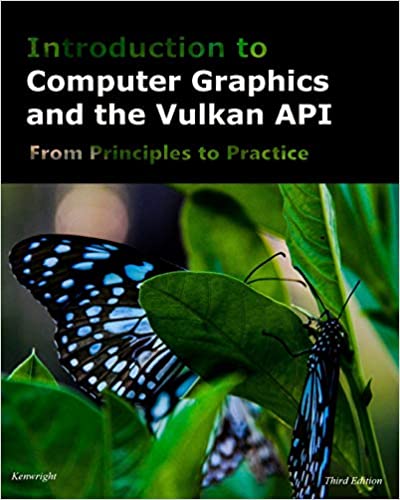 Introduction to
Computer Graphics
and the Vulkan API
From Principles to Practice
Kenwright
Third Edition